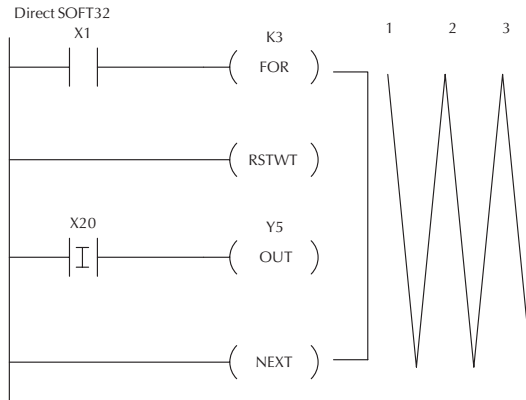 Direct SOFT32
X1
K3
FOR
1 2 3
RSTWT
X20
Y5
OUT
NEXT